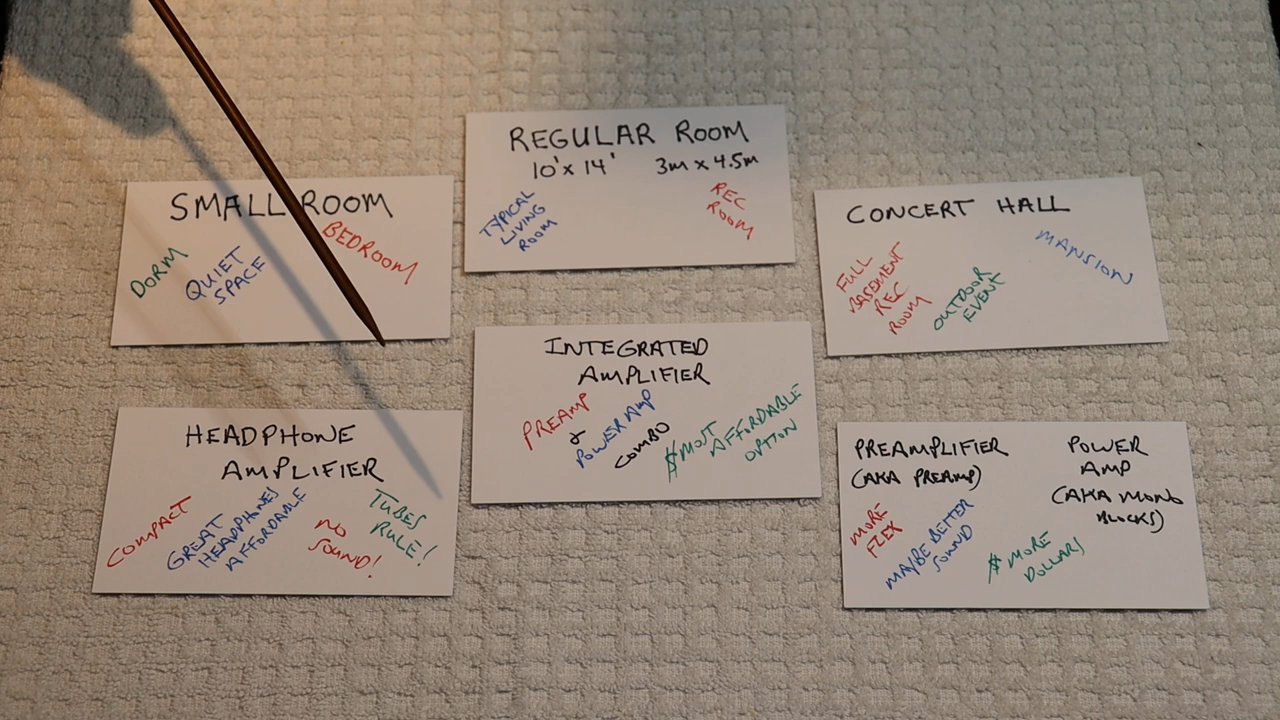 SMALL ROOM
DORM
QUIET
SPACE
BEDROOM
REGULAR ROOM
10'x 14' 3m x 4.5m
TYPICAL
LIVING
ROOM
REC
ROOM
CONCERT HALL
FULL
BASEMENT
REC
ROOM
OUTDOOR
EVENT
MANSION
HEADPHONE
AMPLIFIER
COMPACT
GREAT
HEADPHONES
AFFORDABLE
NO
SOUND!
TUBES
RULE!
INTEGRATED
AMPLIFIER
PREAMP
&
POWER AMP
COMBO
$ MOST
AFFORDABLE
OPTION
PREAMPLIFIER
(AKA PREAMP)
MORE
FLEX
MAYBE BETTER
SOUND
$ MORE
DOLLARS
POWER
AMP
(AKA MONO
BLOCKS)